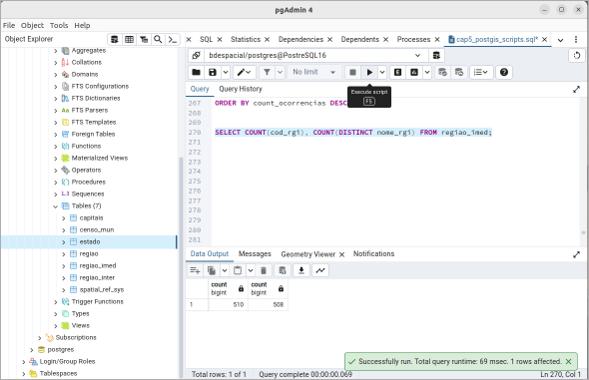 pgAdmin 4
File Object Tools Help
Object Explorer
SQL Statistics Dependencies Dependents Processes cap5_postgis_scripts.sql*
Aggregates
Collations
Domains
FTS Configurations
FTS Dictionaries
FTS Parsers
FTS Templates
Foreign Tables
Functions
Materialized Views
Operators
Procedures
1..3 Sequences
Tables (7)
capitais
censo_mun
estado
regiao
regiao_imed
regiao_inter
spatial_ref_sys
Trigger Functions
Types
Views
Subscriptions
postgres
Login/Group Roles
Tablespaces
bdespacial/postgres@PostreSQL16
No limit
Execute script
F5
Query Query History
267 ORDER BY count_ocorrencias DESC
268
269
270 SELECT COUNT(cod_rgi), COUNT(DISTINCT nome_rgi) FROM regiao_imed;
271
272
273
274
275
276
277
278
279
280
281
Data Output Messages Geometry Viewer Notifications
count
bigint
count
bigint
1 510 508
Successfully run. Total query runtime: 69 msec. 1 rows affected.
Total rows: 1 of 1 Query complete 00:00:00.069 Ln 270, Col 1